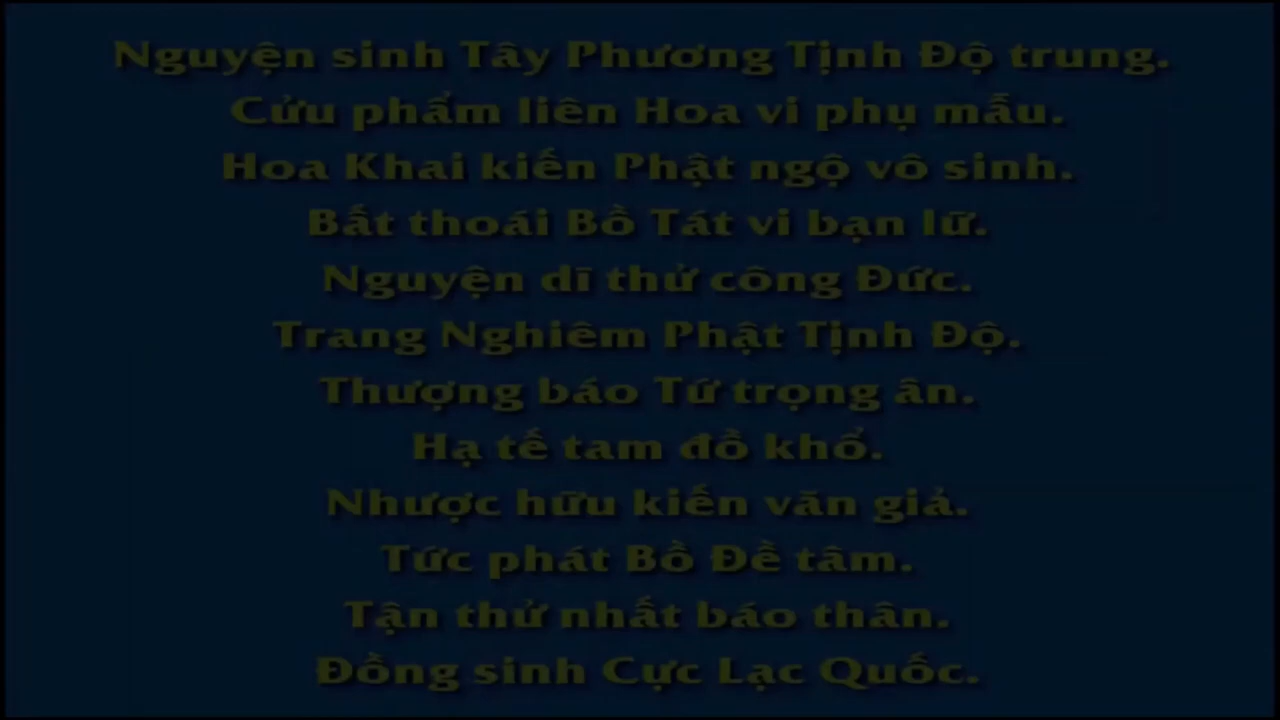 Nguyện sinh Tây Phương Tịnh Độ trung.
Cửu phẩm liên Hoa vi phụ mẫu.
Hoa Khai kiến Phật ngộ vô sinh.
Bất thoái Bồ Tát vi bạn lữ.
Nguyện dĩ thử công Đức.
Trang Nghiêm Phật Tịnh Độ.
Thượng báo Tứ trọng ân.
Hạ tế tam đồ khổ.
Nhược hữu kiến văn giả.
Tức phát Bồ Đề tâm.
Tận thử nhất báo thân.
Đồng sinh Cực Lạc Quốc.